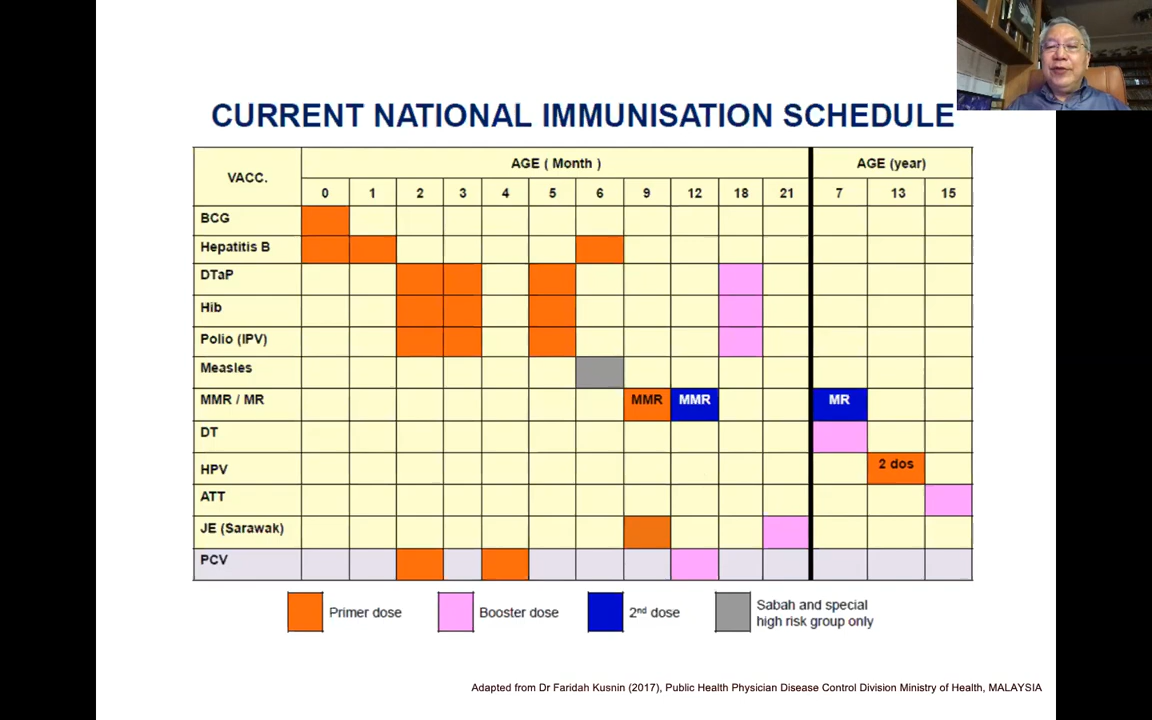 CURRENT NATIONAL IMMUNISATION SCHEDULE
VACC. AGE ( Month ) AGE (year)
0 1 2 3 4 5 6 9 12 18 21 7 13 15
BCG
Hepatitis B
DTaP
Hib
Polio (IPV)
Measles
MMR / MR MMR MMR MR
DT
HPV 2 dos
ATT
JE (Sarawak)
PCV
Primer dose
Booster dose
2nd dose
Sabah and special
high risk group only
Adapted from Dr Faridah Kusnin (2017), Public Health Physician Disease Control Division Ministry of Health, MALAYSIA